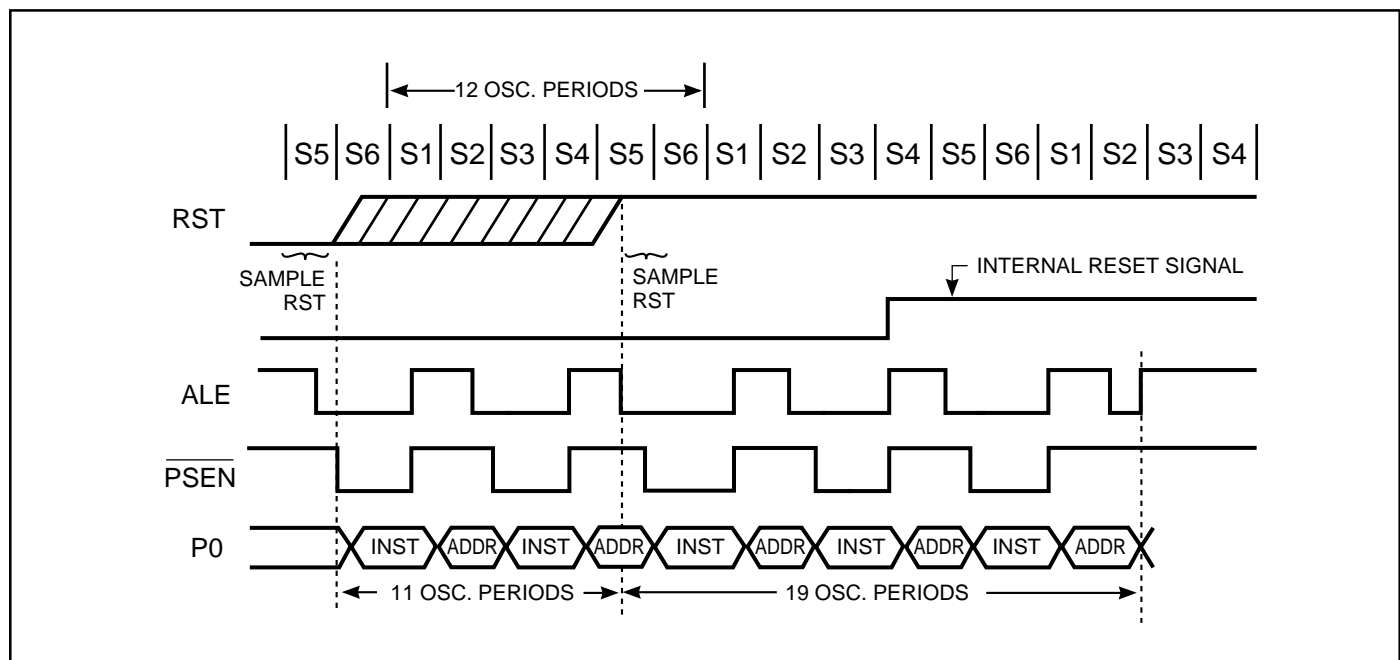 12 OSC. PERIODS
S5 S6 S1 S2 S3 S4 S5 S6 S1 S2 S3 S4 S5 S6 S1 S2 S3 S4
RST
SAMPLE
RST
SAMPLE
RST
INTERNAL RESET SIGNAL
ALE
PSEN
P0
INST ADDR INST ADDR INST ADDR INST ADDR INST ADDR
11 OSC. PERIODS
19 OSC. PERIODS